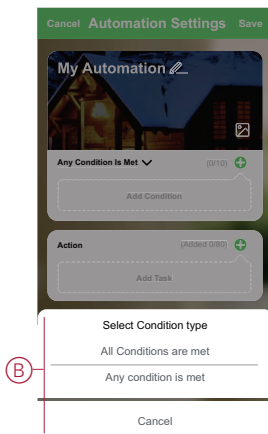 Cancel Automation Settings Save
My Automation
Any Condition Is Met (0/10)
Add Condition
Action (Added 0/80)
Add Task
Select Condition type
All Conditions are met
B
Any condition is met
Cancel